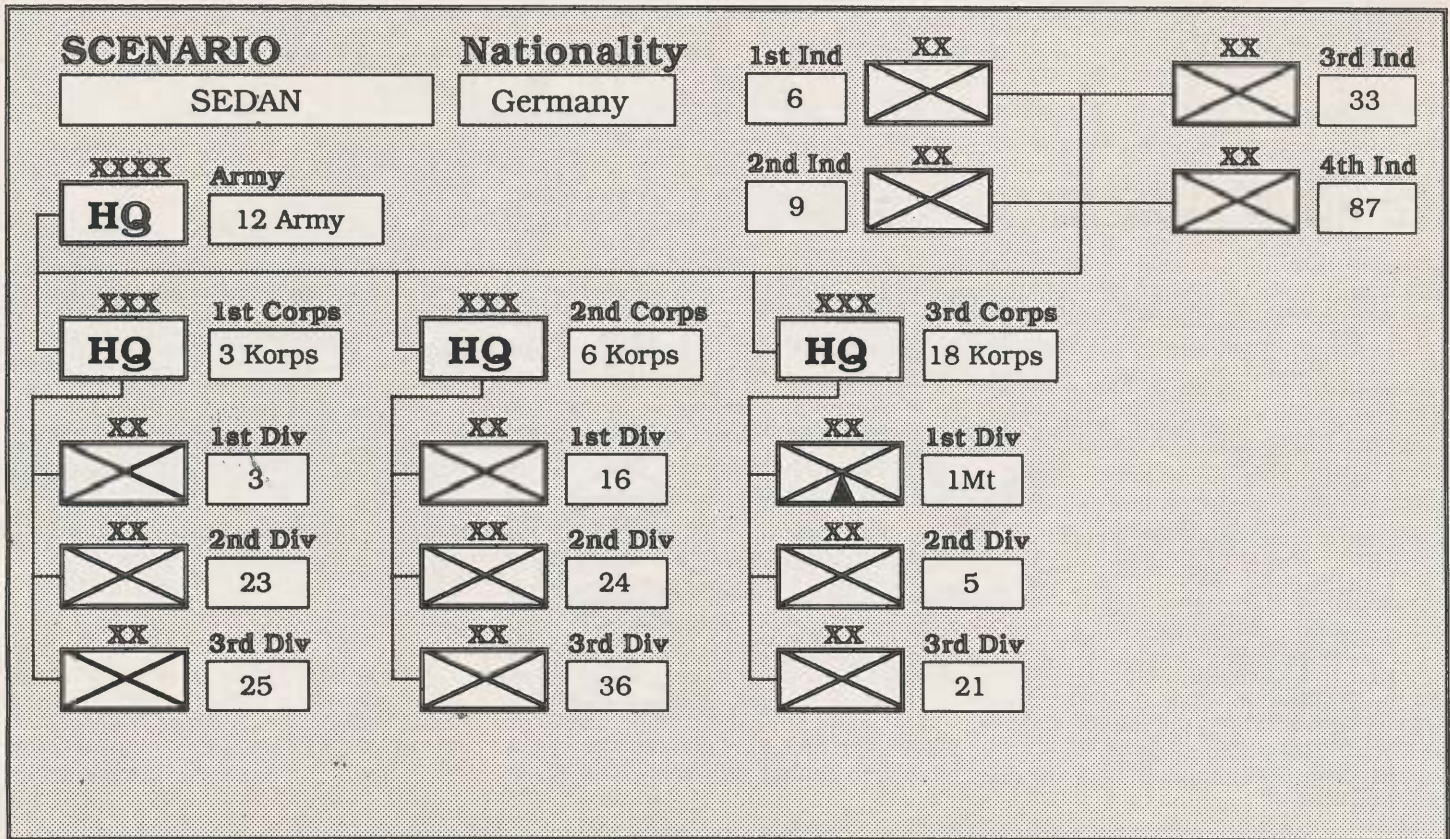 SCENARIO
SEDAN
Nationality
Germany
1st Ind
6
XX
XX
3rd Ind
33
2nd Ind
9
XX
XX
4th Ind
87
XXXX
HQ
Army
12 Army
XXX
HQ
1st Corps
3 Korps
XXX
HQ
2nd Corps
6 Korps
XXX
HQ
3rd Corps
18 Korps
XX
1st Div
3
XX
1st Div
16
XX
1st Div
1Mt
XX
2nd Div
23
XX
2nd Div
24
XX
2nd Div
5
XX
3rd Div
25
XX
3rd Div
36
XX
3rd Div
21